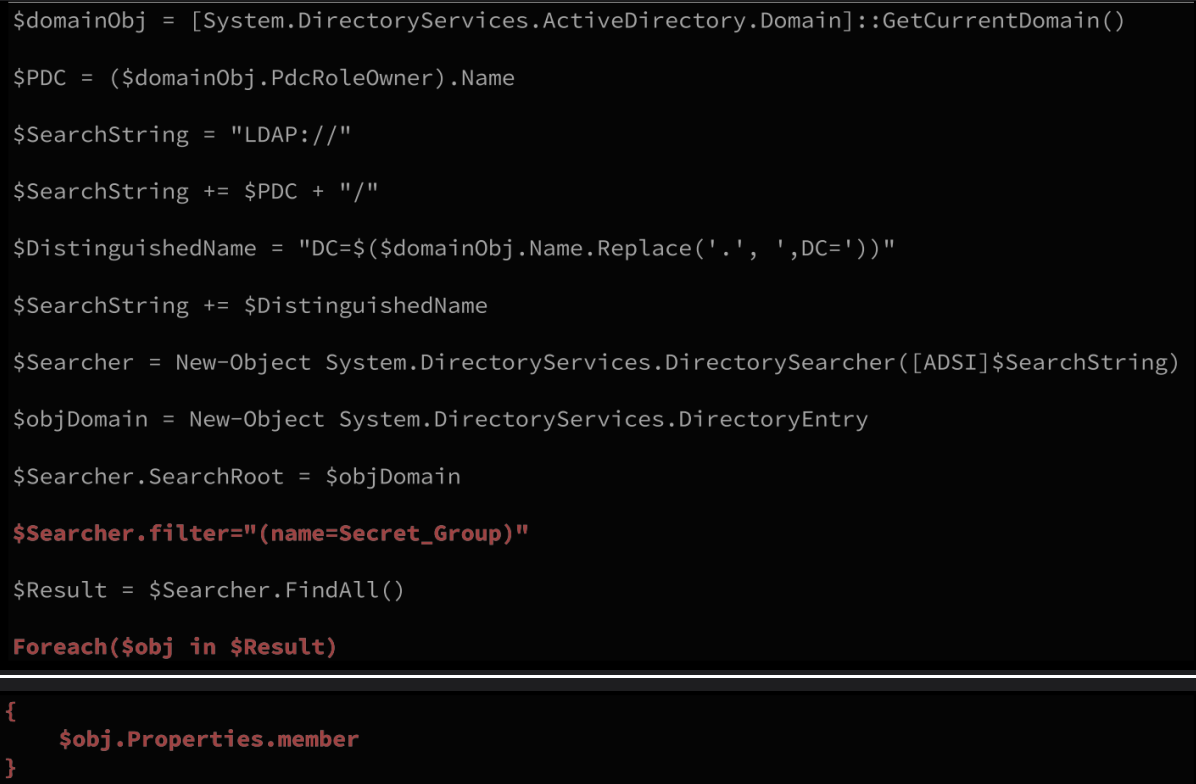 $domainObj = [System.DirectoryServices.ActiveDirectory.Domain]::GetCurrentDomain()
$PDC = ($domainObj.PdcRoleOwner).Name
$SearchString = "LDAP://"
$SearchString += $PDC + "/"
$DistinguishedName = "DC=$($domainObj.Name.Replace('.', ',DC='))"
$SearchString += $DistinguishedName
$Searcher = New-Object System.DirectoryServices.DirectorySearcher([ADSI]$SearchString)
$objDomain = New-Object System.DirectoryServices.DirectoryEntry
$Searcher.SearchRoot = $objDomain
$Searcher.filter="(name=Secret_Group)"
$Result = $Searcher.FindAll()
Foreach($obj in $Result)
{
    $obj.Properties.member
}